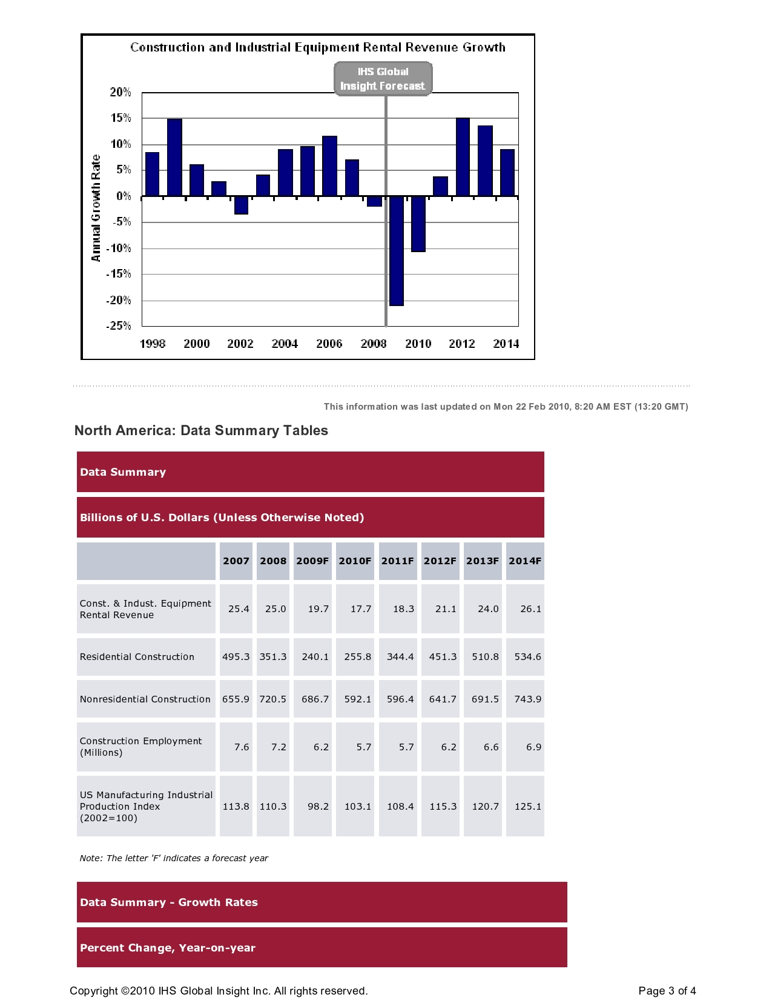 Construction and Industrial Equipment Rental Revenue Growth
IHS Global
Insight Forecast
20%
15%
10%
5%
0%
-5%
-10%
-15%
-20%
-25%
Annual Growth Rate
1998 2000 2002 2004 2006 2008 2010 2012 2014
This information was last updated on Mon 22 Feb 2010, 8:20 AM EST (13:20 GMT)
North America: Data Summary Tables
Data Summary
Billions of U.S. Dollars (Unless Otherwise Noted)
2007 2008 2009F 2010F 2011F 2012F 2013F 2014F
Const. & Indust. Equipment
Rental Revenue
25.4 25.0 19.7 17.7 18.3 21.1 24.0 26.1
Residential Construction 495.3 351.3 240.1 255.8 344.4 451.3 510.8 534.6
Nonresidential Construction 655.9 720.5 686.7 592.1 596.4 641.7 691.5 743.9
Construction Employment
(Millions)
7.6 7.2 6.2 5.7 5.7 6.2 6.6 6.9
US Manufacturing Industrial
Production Index
(2002=100)
113.8 110.3 98.2 103.1 108.4 115.3 120.7 125.1
Note: The letter 'F' indicates a forecast year
Data Summary - Growth Rates
Percent Change, Year-on-year
Copyright ©2010 IHS Global Insight Inc. All rights reserved. Page 3 of 4